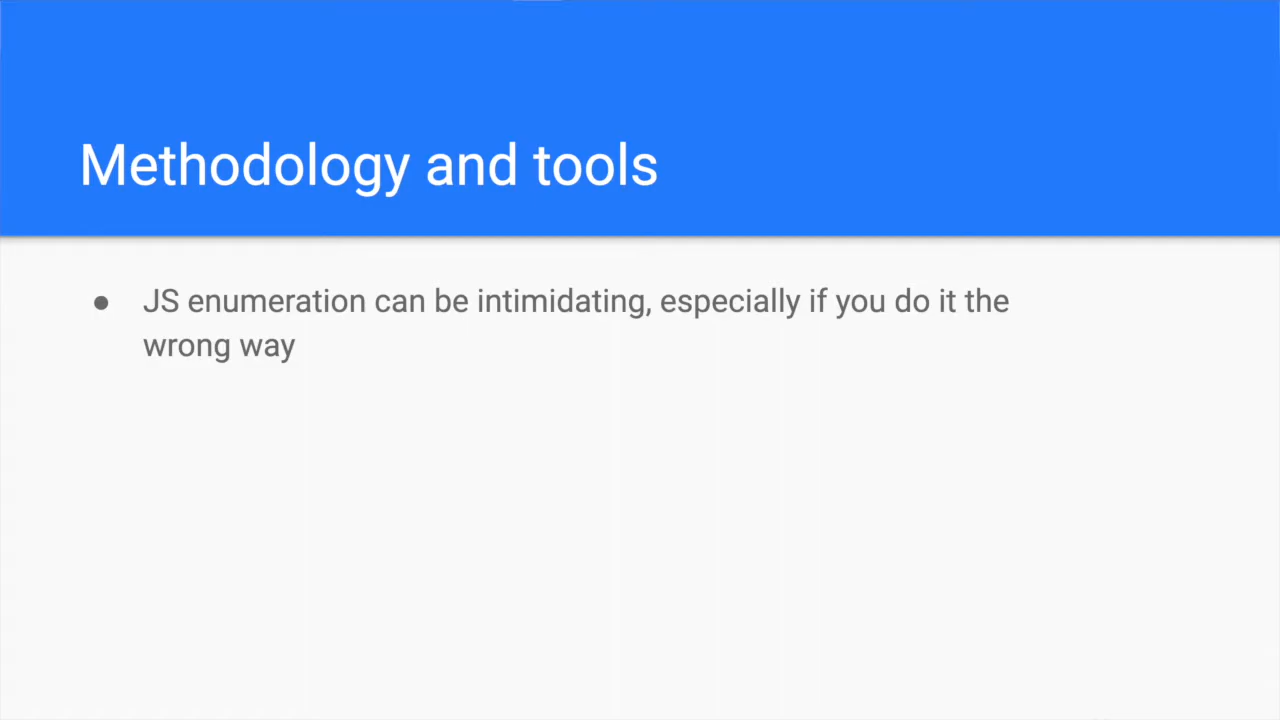 Methodology and tools
● JS enumeration can be intimidating, especially if you do it the
wrong way